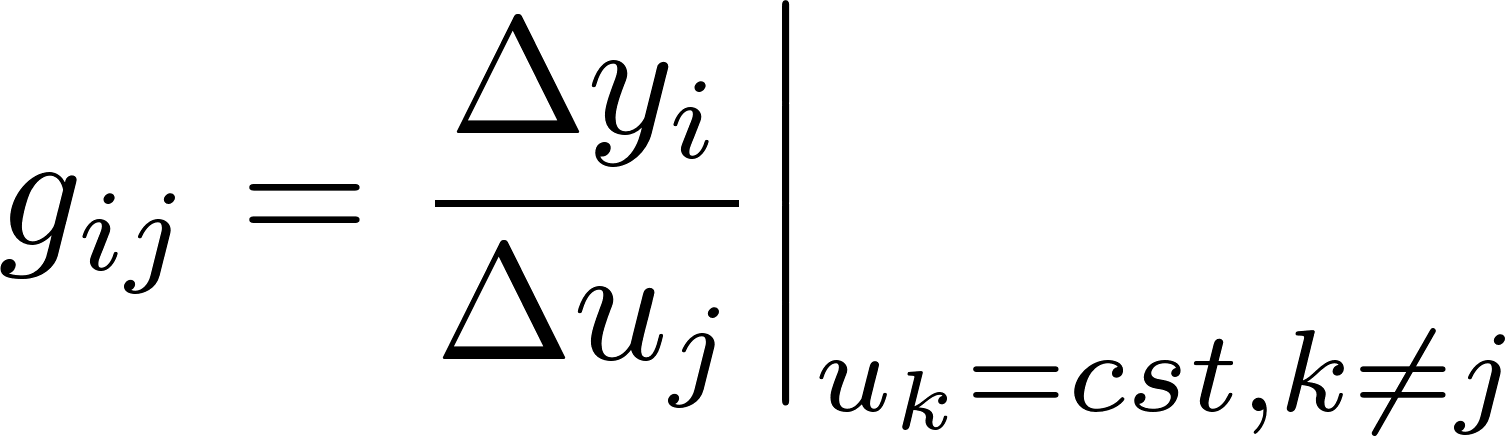 g_{ij} = \frac{\Delta y_i}{\Delta u_j} \Big|_{u_k=cst, k \neq j}